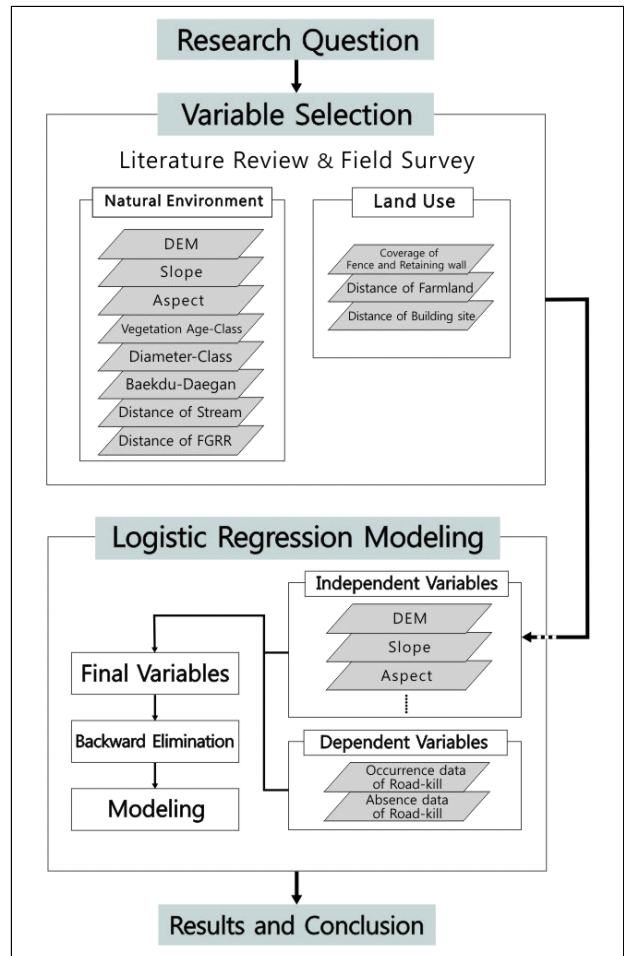 Research Question
Variable Selection
Literature Review & Field Survey
Natural Environment
DEM
Slope
Aspect
Vegetation Age-Class
Diameter-Class
Baekdu-Daegan
Distance of Stream
Distance of FGRR
Land Use
Coverage of
Fence and Retaining wall
Distance of Farmland
Distance of Building site
Logistic Regression Modeling
Independent Variables
DEM
Slope
Aspect
Dependent Variables
Occurrence data
of Road-kill
Absence data
of Road-kill
Final Variables
Backward Elimination
Modeling
Results and Conclusion